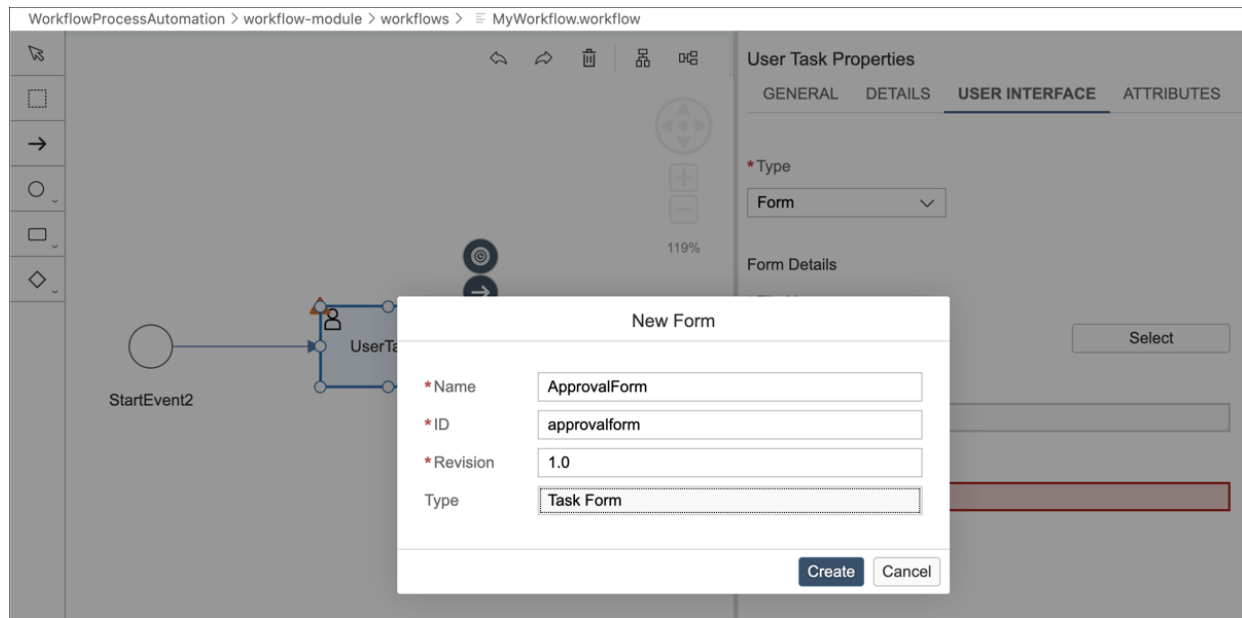 WorkflowProcessAutomation > workflow-module > workflows > MyWorkflow.workflow
User Task Properties
GENERAL DETAILS USER INTERFACE ATTRIBUTES
*Type
Form
119%
Form Details
Select
UserTa
StartEvent2
New Form
*Name ApprovalForm
*ID approvalform
*Revision 1.0
Type Task Form
Create Cancel